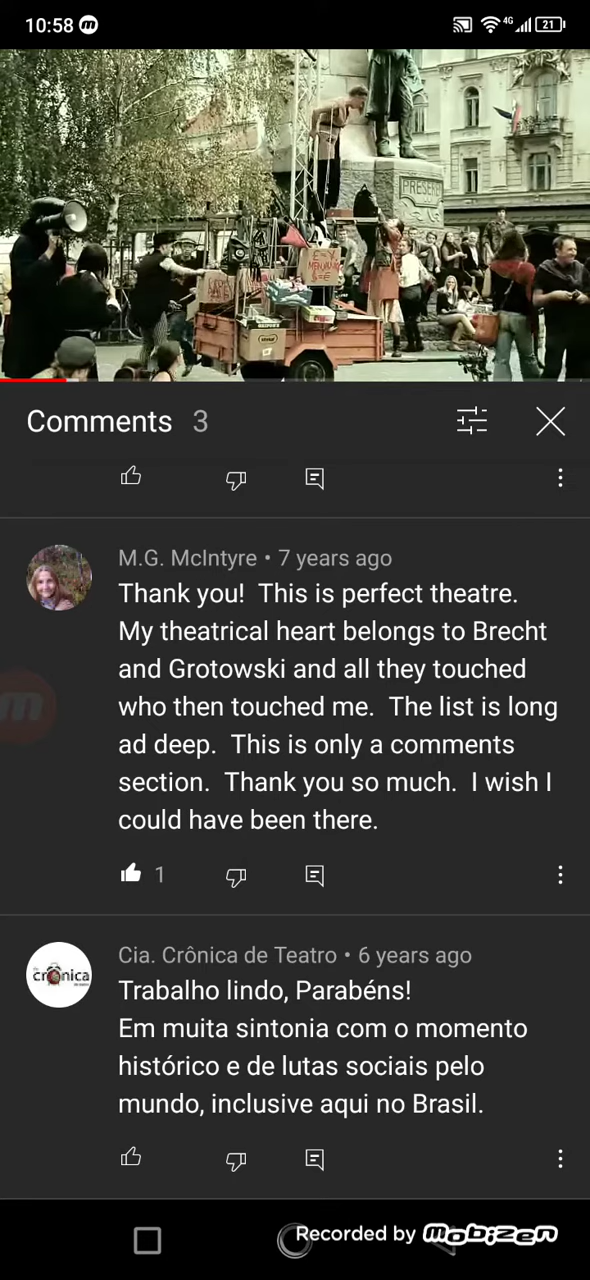 10:58
4G
21
PRESEREN
Comments 3
M.G. McIntyre • 7 years ago
Thank you! This is perfect theatre.
My theatrical heart belongs to Brecht
and Grotowski and all they touched
who then touched me. The list is long
ad deep. This is only a comments
section. Thank you so much. I wish I
could have been there.
1
crônica
Cia. Crônica de Teatro • 6 years ago
Trabalho lindo, Parabéns!
Em muita sintonia com o momento
histórico e de lutas sociais pelo
mundo, inclusive aqui no Brasil.
Recorded by mobizen